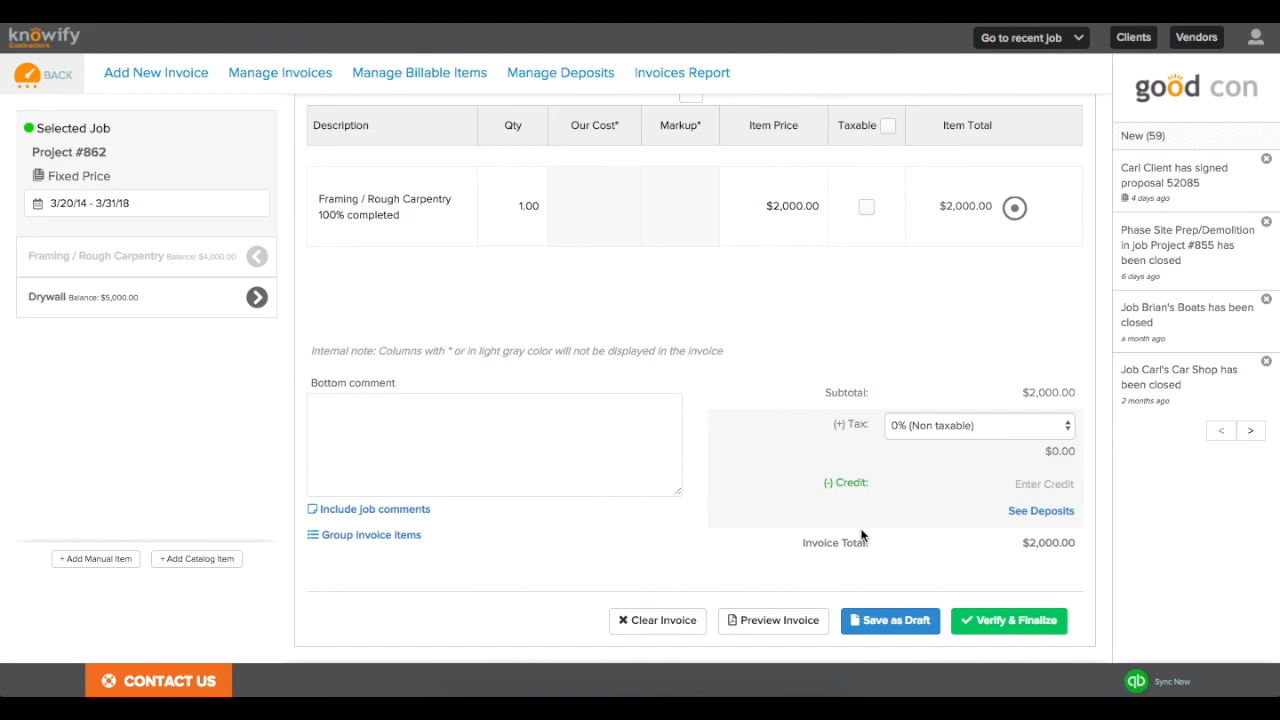 knowify
Contractors
Go to recent job
Clients
Vendors
BACK
Add New Invoice
Manage Invoices
Manage Billable Items
Manage Deposits
Invoices Report
good con
Selected Job
Project #862
Fixed Price
3/20/14 - 3/31/18
Framing / Rough Carpentry Balance: $4,000.00
Drywall Balance: $5,000.00
+ Add Manual Item
+ Add Catalog Item
Description
Qty
Our Cost*
Markup*
Item Price
Taxable
Item Total
Framing / Rough Carpentry
100% completed
1.00
$2,000.00
$2,000.00
Internal note: Columns with * or in light gray color will not be displayed in the invoice
Bottom comment
Include job comments
Group invoice items
Subtotal:
$2,000.00
(+) Tax:
0% (Non taxable)
$0.00
(-) Credit:
Enter Credit
See Deposits
Invoice Total:
$2,000.00
Clear Invoice
Preview Invoice
Save as Draft
Verify & Finalize
New (59)
Carl Client has signed
proposal 52085
4 days ago
Phase Site Prep/Demolition
in job Project #855 has
been closed
6 days ago
Job Brian's Boats has been
closed
a month ago
Job Carl's Car Shop has
been closed
2 months ago
<
>
CONTACT US
qb
Sync Now